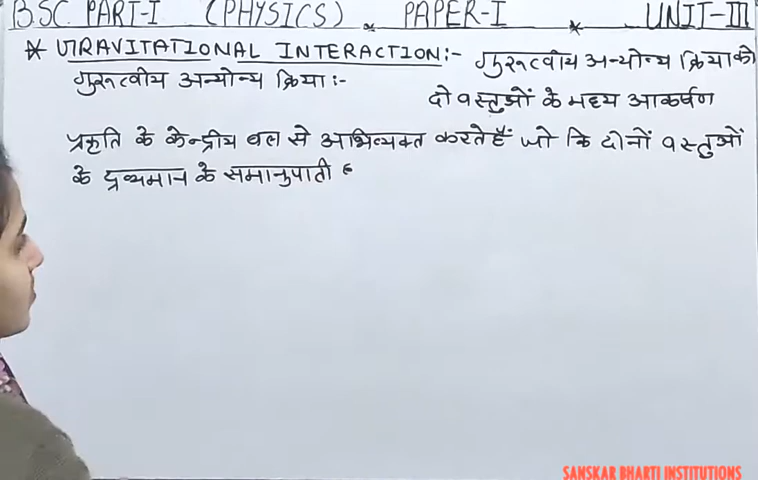 B.SC PART-I (PHYSICS) PAPER-I * UNIT-III
* GRAVITATIONAL INTERACTION:- गुरुत्वीय अन्योन्य क्रिया को
गुरुत्वीय अन्योन्य क्रिया:- दो वस्तुओं के मध्य आकर्षण
प्रकृति के केन्द्रीय बल से अभिव्यक्त करते हैं जो कि दोनों वस्तुओं
के द्रव्यमान के समानुपाती
SANSKAR BHARTI INSTITUTIONS